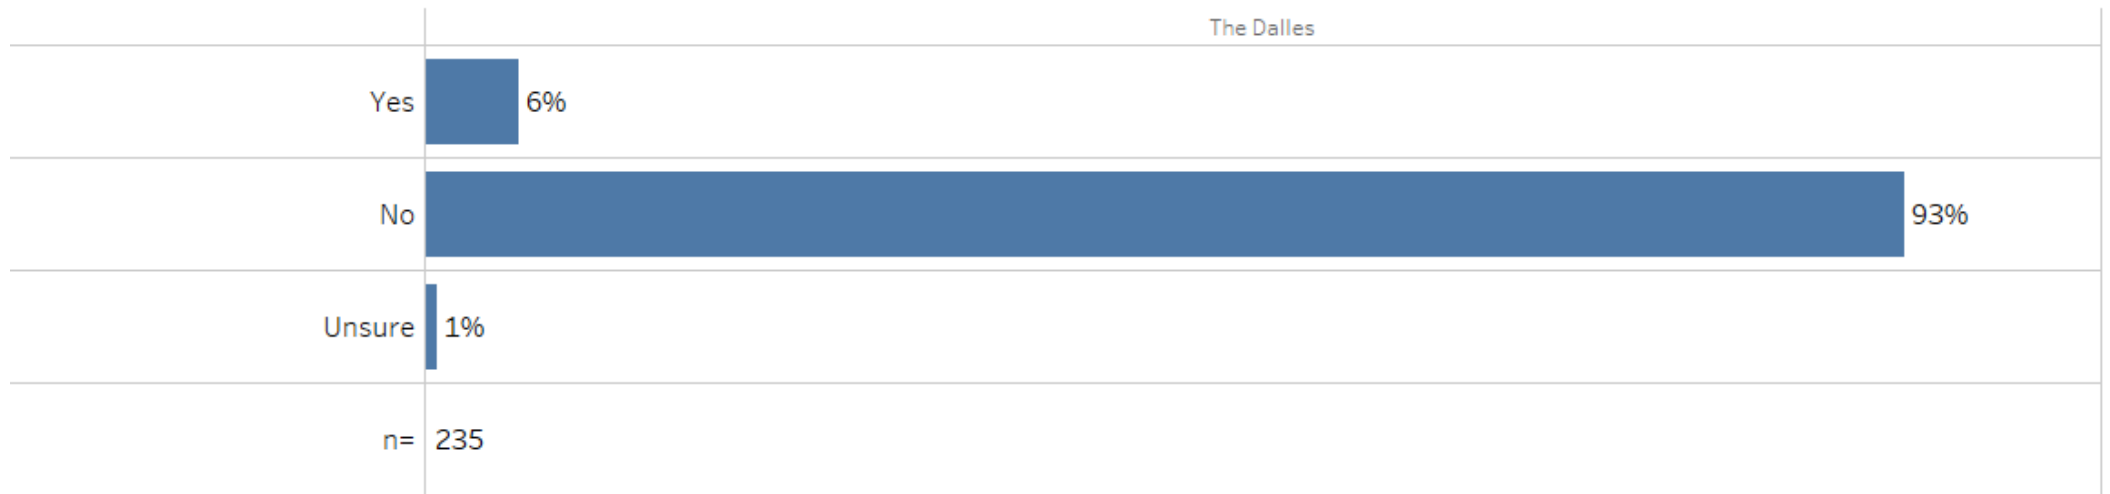 The Dalles
Yes 6%
No 93%
Unsure 1%
n= 235